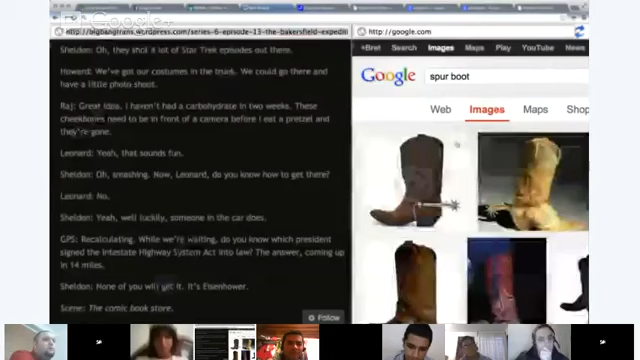 Google+
http://bigbangtrans.wordpress.com/series-6-episode-13-the-bakersfield-expedit
http://google.com
+Bret Search Images Maps Play YouTube News
Google
spur boot
Web Images Maps Shop
Sheldon: Oh, they shot a lot of Star Trek episodes out there.
Howard: We've got our costumes in the trunk. We could go there and
have a little photo shoot.
Raj: Great idea. I haven't had a carbohydrate in two weeks. These
cheekbones need to be in front of a camera before I eat a pretzel and
they're gone.
Leonard: Yeah, that sounds fun.
Sheldon: Oh, smashing. Now, Leonard, do you know how to get there?
Leonard: No.
Sheldon: Yeah, well luckily, someone in the car does.
GPS: Recalculating. While we're waiting, do you know which president
signed the Interstate Highway System Act into law? The answer, coming up
in 14 miles.
Sheldon: None of you will get it. It's Eisenhower.
Scene: The comic book store.
Follow